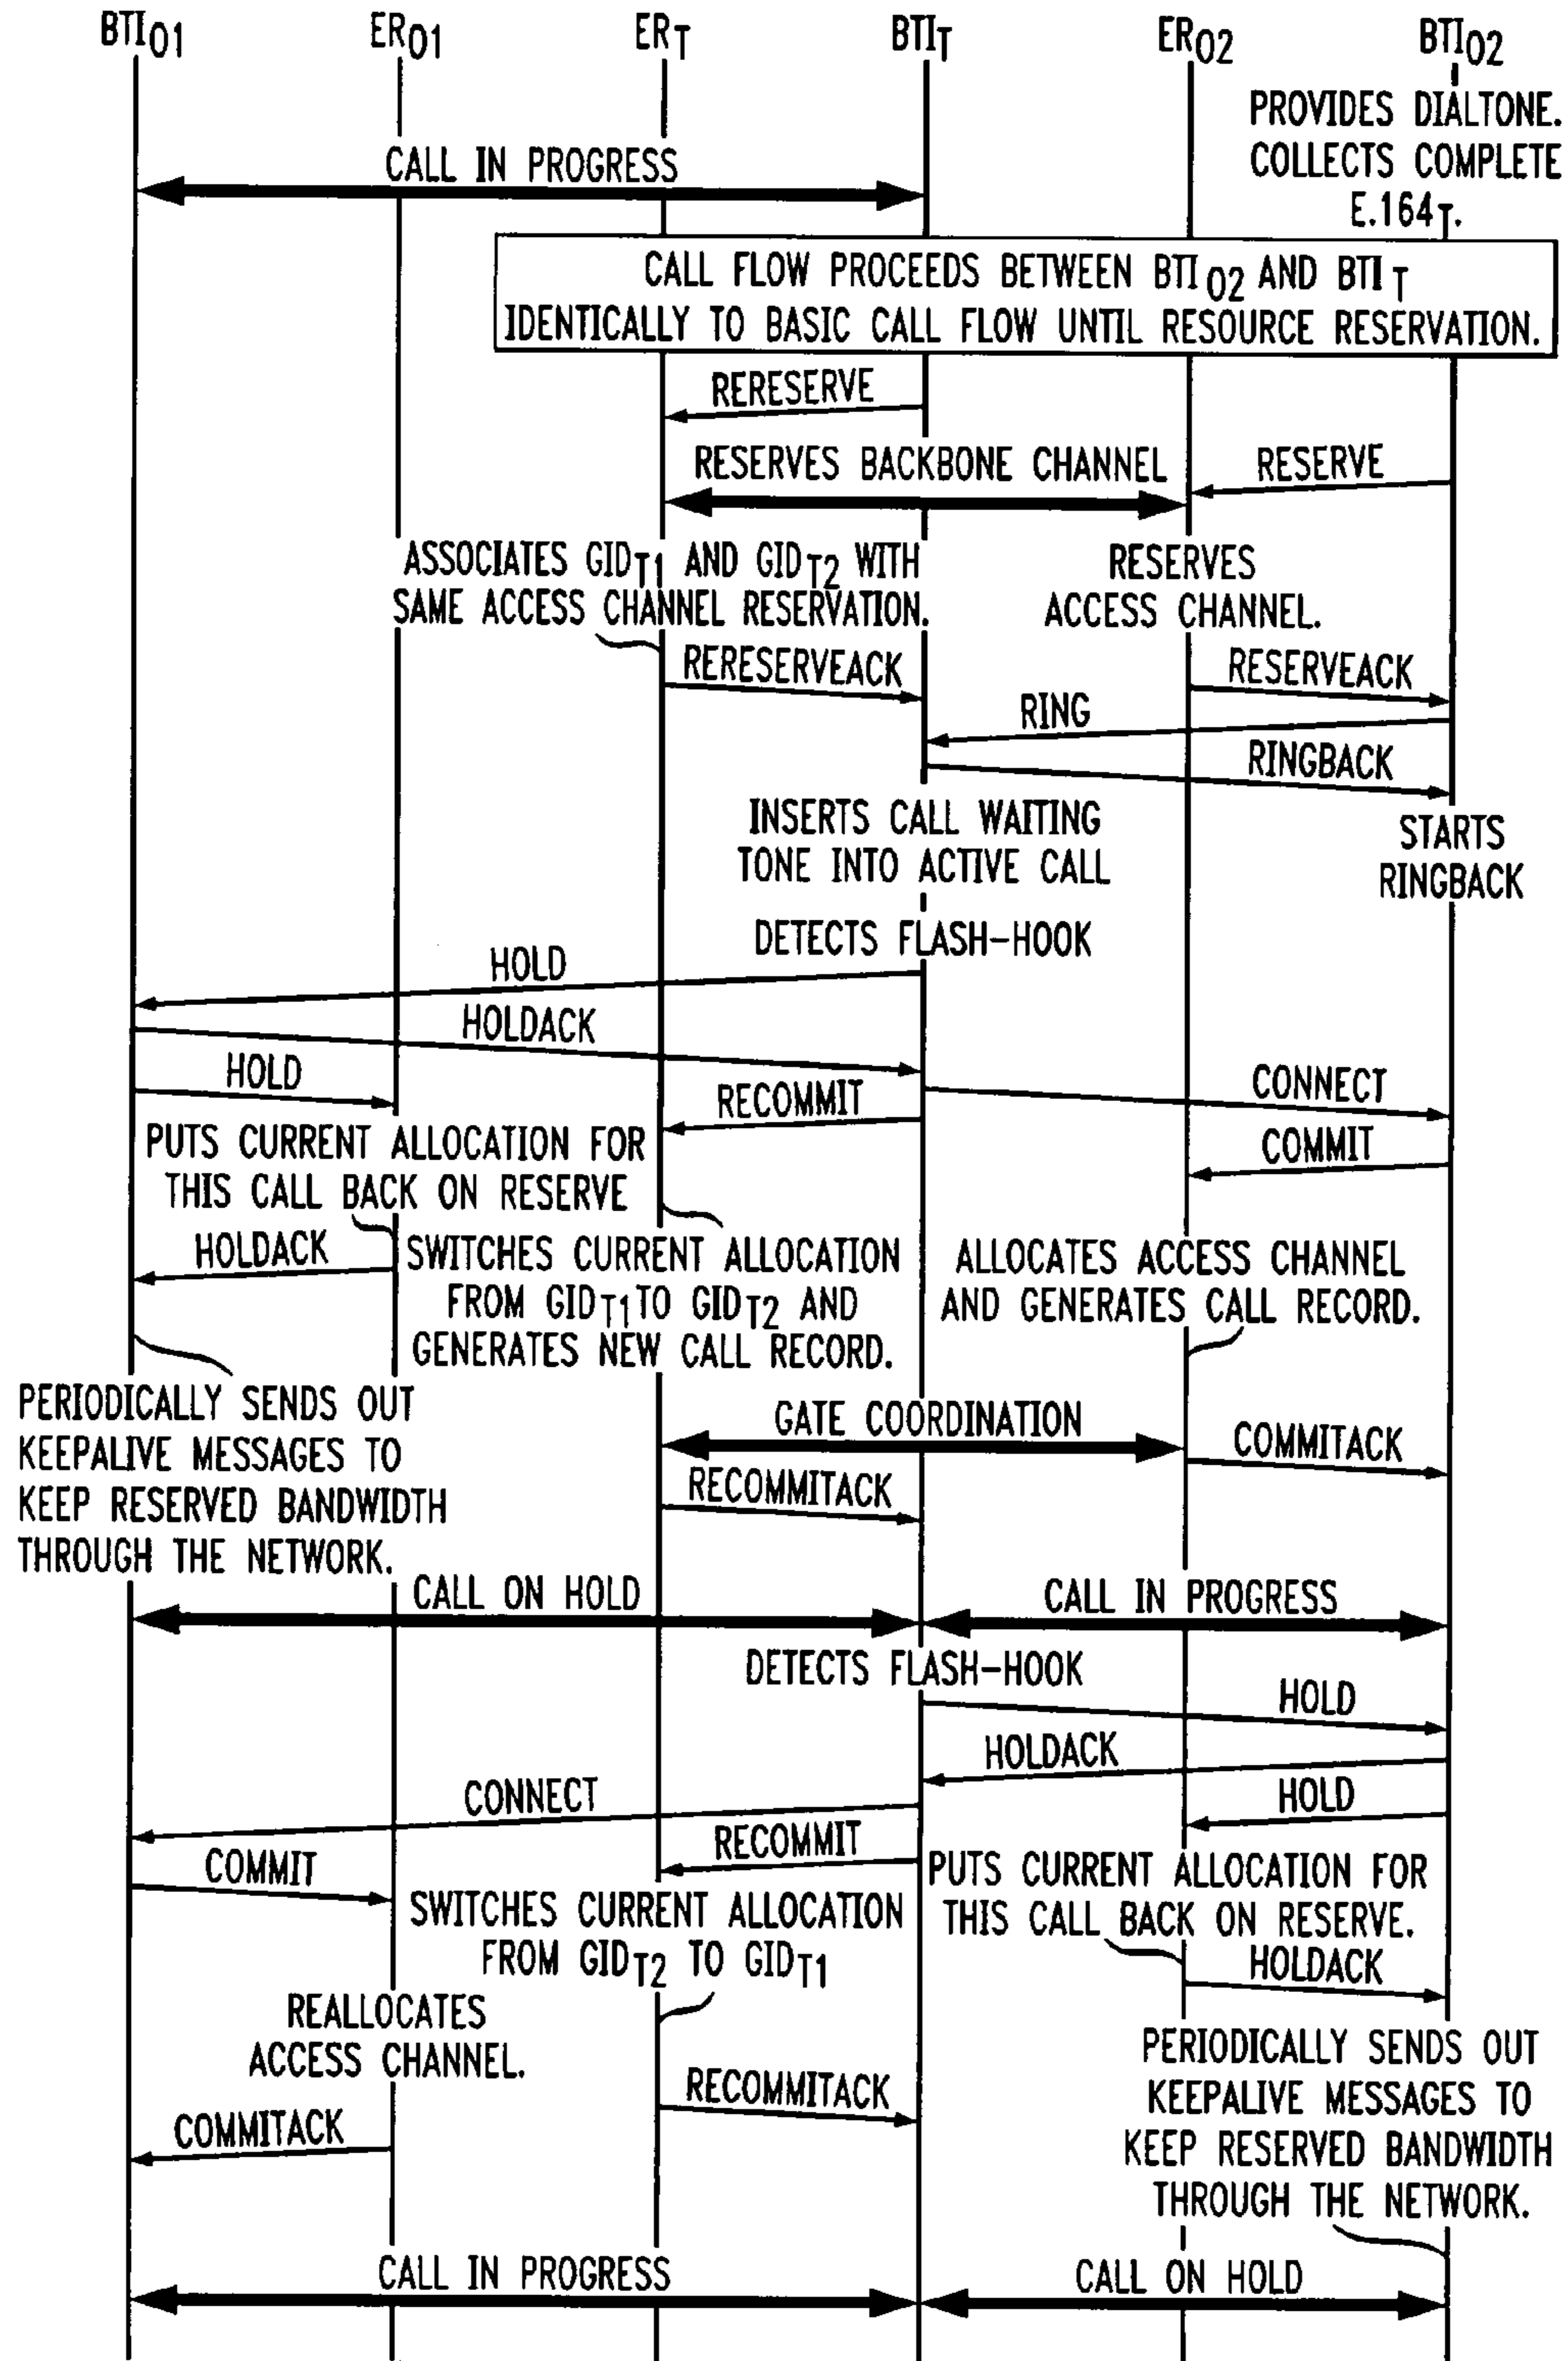 BTI01 ER01 ERT BTIT ER02 BTI02
PROVIDES DIALTONE.
COLLECTS COMPLETE
E.164T.
CALL IN PROGRESS
CALL FLOW PROCEEDS BETWEEN BTI02 AND BTIT
IDENTICALLY TO BASIC CALL FLOW UNTIL RESOURCE RESERVATION.
RERESERVE
RESERVES BACKBONE CHANNEL
RESERVE
ASSOCIATES GIDT1 AND GIDT2 WITH
SAME ACCESS CHANNEL RESERVATION.
RESERVES
ACCESS CHANNEL.
RERESERVEACK
RESERVEACK
RING
RINGBACK
INSERTS CALL WAITING
TONE INTO ACTIVE CALL
STARTS
RINGBACK
DETECTS FLASH-HOOK
HOLD
HOLDACK
HOLD
CONNECT
RECOMMIT
COMMIT
PUTS CURRENT ALLOCATION FOR
THIS CALL BACK ON RESERVE
HOLDACK
SWITCHES CURRENT ALLOCATION
FROM GIDT1 TO GIDT2 AND
GENERATES NEW CALL RECORD.
ALLOCATES ACCESS CHANNEL
AND GENERATES CALL RECORD.
PERIODICALLY SENDS OUT
KEEPALIVE MESSAGES TO
KEEP RESERVED BANDWIDTH
THROUGH THE NETWORK.
GATE COORDINATION
COMMITACK
RECOMMITACK
CALL ON HOLD
CALL IN PROGRESS
DETECTS FLASH-HOOK
HOLD
HOLDACK
CONNECT
HOLD
RECOMMIT
COMMIT
PUTS CURRENT ALLOCATION FOR
THIS CALL BACK ON RESERVE.
SWITCHES CURRENT ALLOCATION
FROM GIDT2 TO GIDT1
HOLDACK
REALLOCATES
ACCESS CHANNEL.
PERIODICALLY SENDS OUT
KEEPALIVE MESSAGES TO
KEEP RESERVED BANDWIDTH
THROUGH THE NETWORK.
RECOMMITACK
COMMITACK
CALL IN PROGRESS
CALL ON HOLD